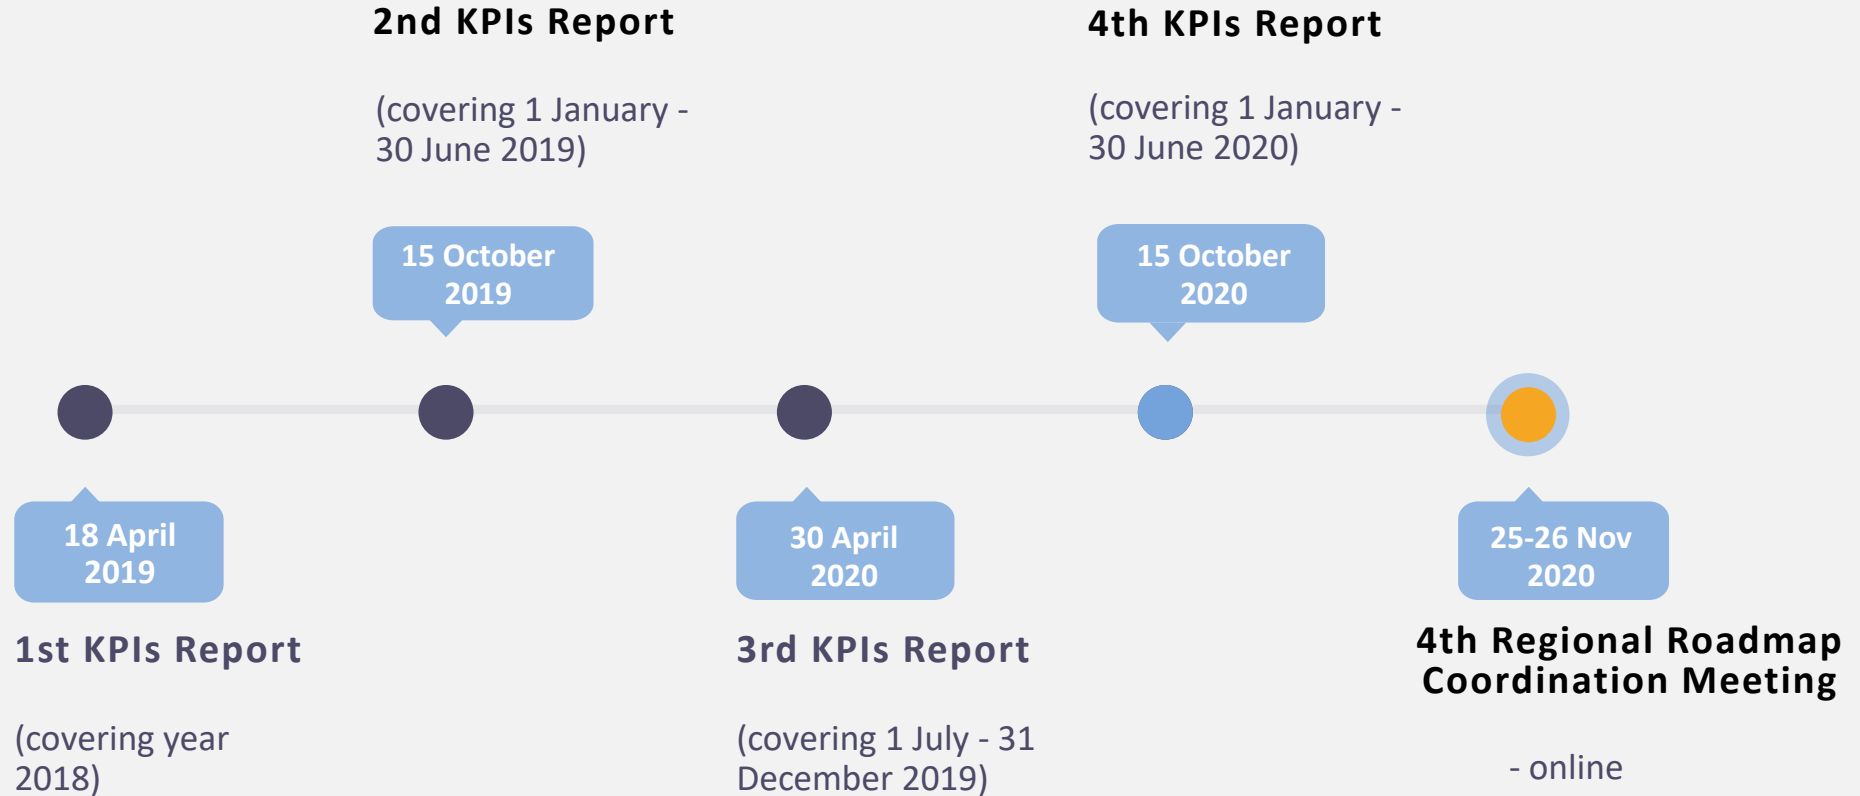 2nd KPIs Report
(covering 1 January -
30 June 2019)
15 October
2019
4th KPIs Report
(covering 1 January -
30 June 2020)
15 October
2020
18 April
2019
1st KPIs Report
(covering year
2018)
30 April
2020
3rd KPIs Report
(covering 1 July - 31
December 2019)
25-26 Nov
2020
4th Regional Roadmap
Coordination Meeting
- online